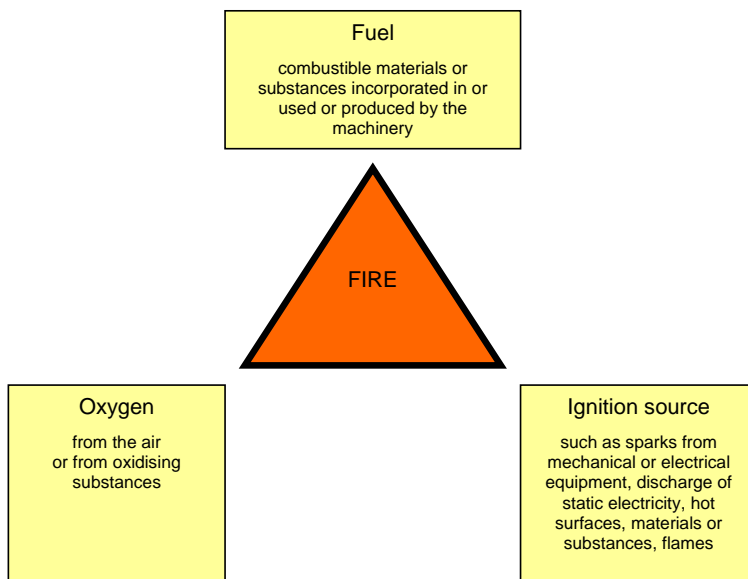 Fuel
combustible materials or
substances incorporated in or
used or produced by the
machinery
FIRE
Oxygen
from the air
or from oxidising
substances
Ignition source
such as sparks from
mechanical or electrical
equipment, discharge of
static electricity, hot
surfaces, materials or
substances, flames